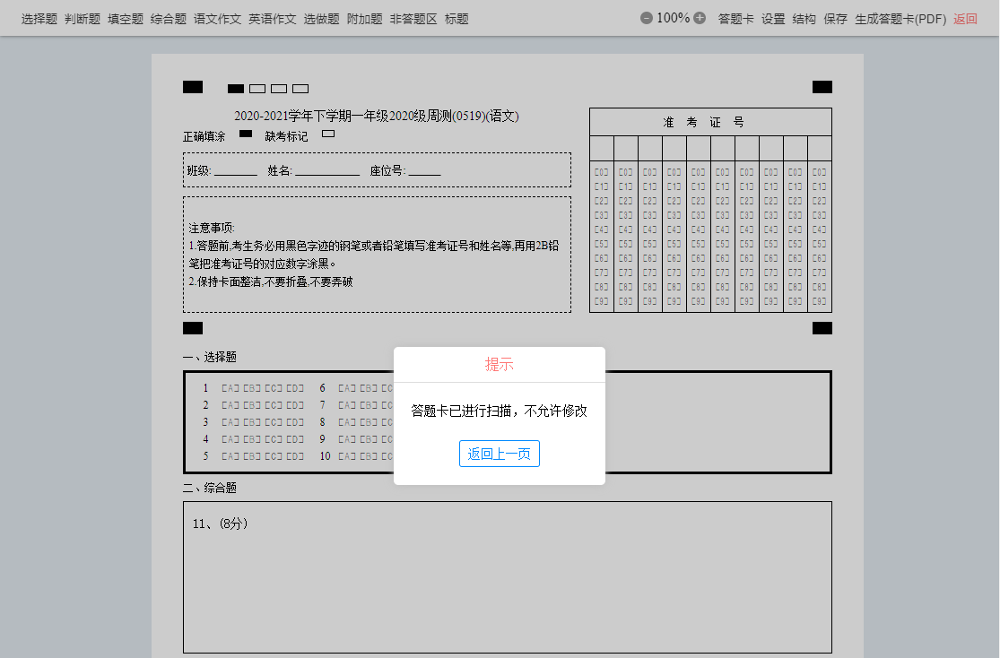 选择题 判断题 填空题 综合题 语文作文 英语作文 选做题 附加题 非答题区 标题 100% 答题卡 设置 结构 保存 生成答题卡(PDF) 返回
2020-2021学年下学期一年级2020级周测(0519)(语文)
正确填涂 缺考标记
班级: _______ 姓名: ____________ 座位号: ______
注意事项:
1.答题前,考生务必用黑色字迹的钢笔或者铅笔填写准考证号和姓名等,再用2B铅
笔把准考证号的对应数字涂黑。
2.保持卡面整洁,不要折叠,不要弄破
准 考 证 号
[0] [0] [0] [0] [0] [0] [0] [0] [0] [0]
[1] [1] [1] [1] [1] [1] [1] [1] [1] [1]
[2] [2] [2] [2] [2] [2] [2] [2] [2] [2]
[3] [3] [3] [3] [3] [3] [3] [3] [3] [3]
[4] [4] [4] [4] [4] [4] [4] [4] [4] [4]
[5] [5] [5] [5] [5] [5] [5] [5] [5] [5]
[6] [6] [6] [6] [6] [6] [6] [6] [6] [6]
[7] [7] [7] [7] [7] [7] [7] [7] [7] [7]
[8] [8] [8] [8] [8] [8] [8] [8] [8] [8]
[9] [9] [9] [9] [9] [9] [9] [9] [9] [9]
一、选择题
1 [A] [B] [C] [D] 6 [A] [B] [C
2 [A] [B] [C] [D] 7 [A] [B] [C
3 [A] [B] [C] [D] 8 [A] [B] [C
4 [A] [B] [C] [D] 9 [A] [B] [C
5 [A] [B] [C] [D] 10 [A] [B] [C
提示
答题卡已进行扫描，不允许修改
返回上一页
二、综合题
11、(8分)